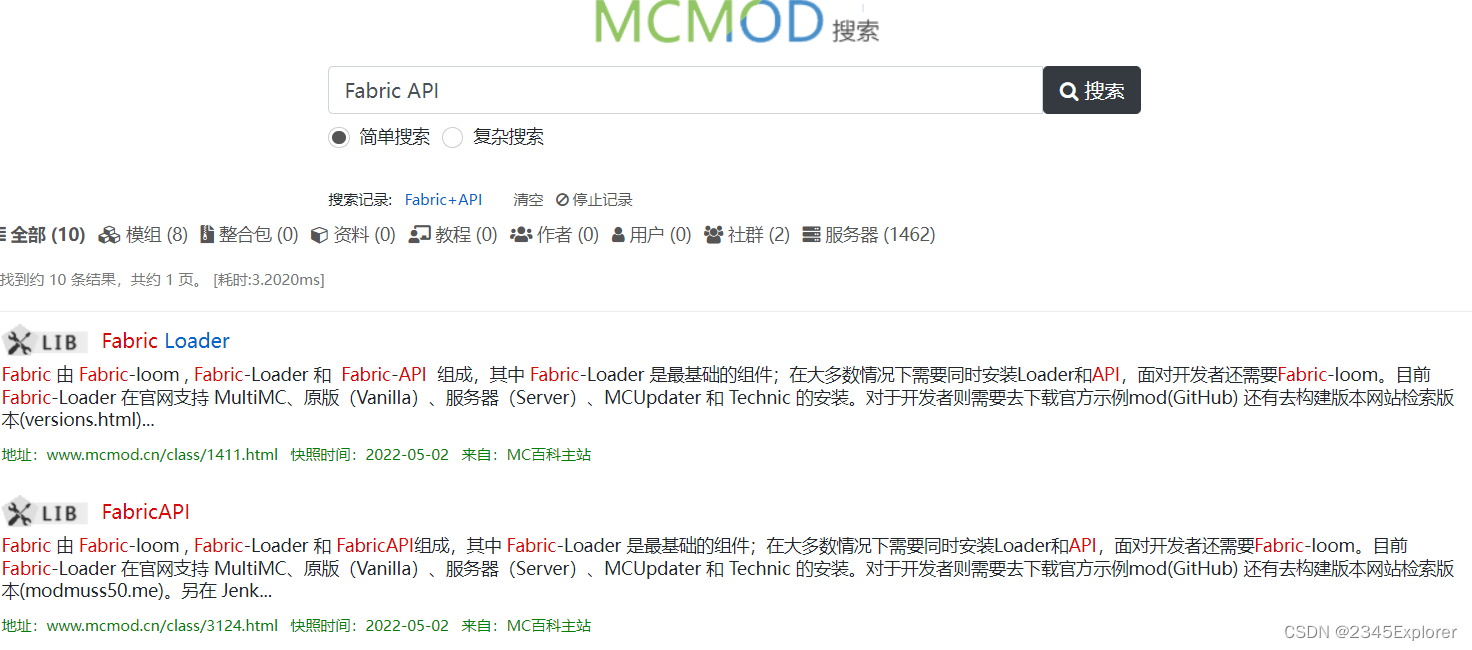 MCMOD 搜索
Fabric API 搜索
简单搜索 复杂搜索
搜索记录: Fabric+API 清空 停止记录
全部 (10) 模组 (8) 整合包 (0) 资料 (0) 教程 (0) 作者 (0) 用户 (0) 社群 (2) 服务器 (1462)
找到约 10 条结果，共约 1 页。 [耗时:3.2020ms]
LIB Fabric Loader
Fabric 由 Fabric-loom , Fabric-Loader 和 Fabric-API 组成，其中 Fabric-Loader 是最基础的组件；在大多数情况下需要同时安装Loader和API，面对开发者还需要Fabric-loom。目前
Fabric-Loader 在官网支持 MultiMC、原版（Vanilla）、服务器（Server）、MCUpdater 和 Technic 的安装。对于开发者则需要去下载官方示例mod(GitHub) 还有去构建版本网站检索版
本(versions.html)...
地址：www.mcmod.cn/class/1411.html 快照时间：2022-05-02 来自：MC百科主站
LIB FabricAPI
Fabric 由 Fabric-loom , Fabric-Loader 和 FabricAPI组成，其中 Fabric-Loader 是最基础的组件；在大多数情况下需要同时安装Loader和API，面对开发者还需要Fabric-loom。目前
Fabric-Loader 在官网支持 MultiMC、原版（Vanilla）、服务器（Server）、MCUpdater 和 Technic 的安装。对于开发者则需要去下载官方示例mod(GitHub) 还有去构建版本网站检索版
本(modmuss50.me)。另在 Jenk...
地址：www.mcmod.cn/class/3124.html 快照时间：2022-05-02 来自：MC百科主站
CSDN @2345Explorer